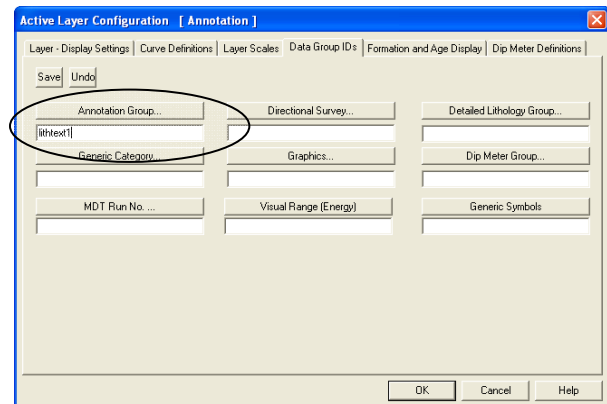 Active Layer Configuration [ Annotation ]
Layer - Display Settings Curve Definitions Layer Scales Data Group IDs Formation and Age Display Dip Meter Definitions
Save Undo
Annotation Group... Directional Survey... Detailed Lithology Group...
lithtext1
Generic Category... Graphics... Dip Meter Group...
MDT Run No. ... Visual Range (Energy) Generic Symbols
OK Cancel Help